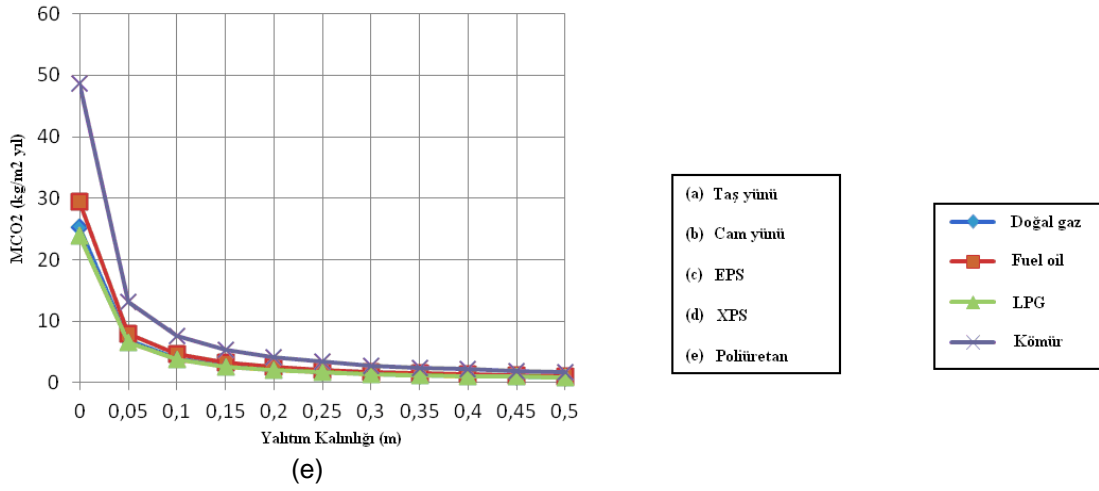 60
50
40
30
20
10
0
MCO2 (kg/m2 yıl)
0 0,05 0,1 0,15 0,2 0,25 0,3 0,35 0,4 0,45 0,5
Yalıtım Kalınlığı (m)
(e)
(a) Taş yünü
(b) Cam yünü
(c) EPS
(d) XPS
(e) Poliüretan
Doğal gaz
Fuel oil
LPG
Kömür